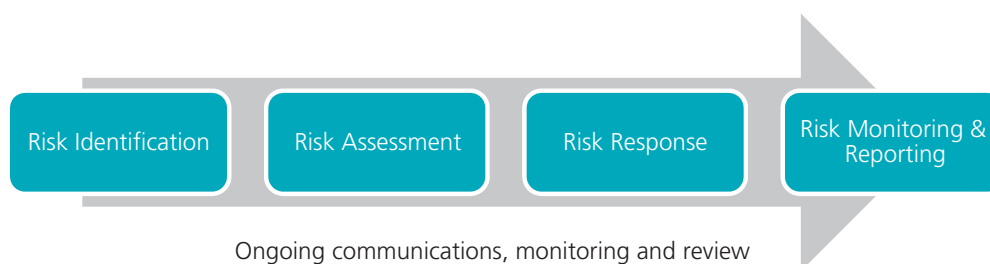 Risk Identification
Risk Assessment
Risk Response
Risk Monitoring &
Reporting
Ongoing communications, monitoring and review